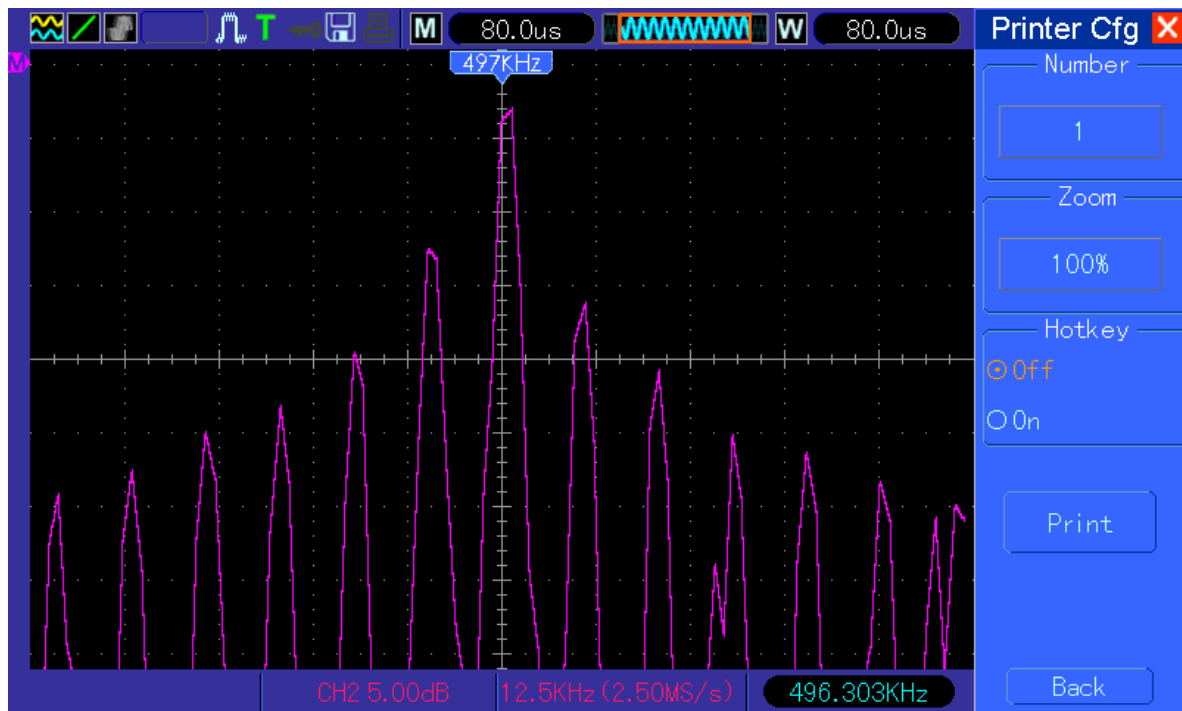 T M 80.0us W 80.0us Printer Cfg X
M 497KHz
Number
1
Zoom
100%
Hotkey
Off
On
Print
CH2 5.00dB 12.5KHz(2.50MS/s) 496.303KHz
Back